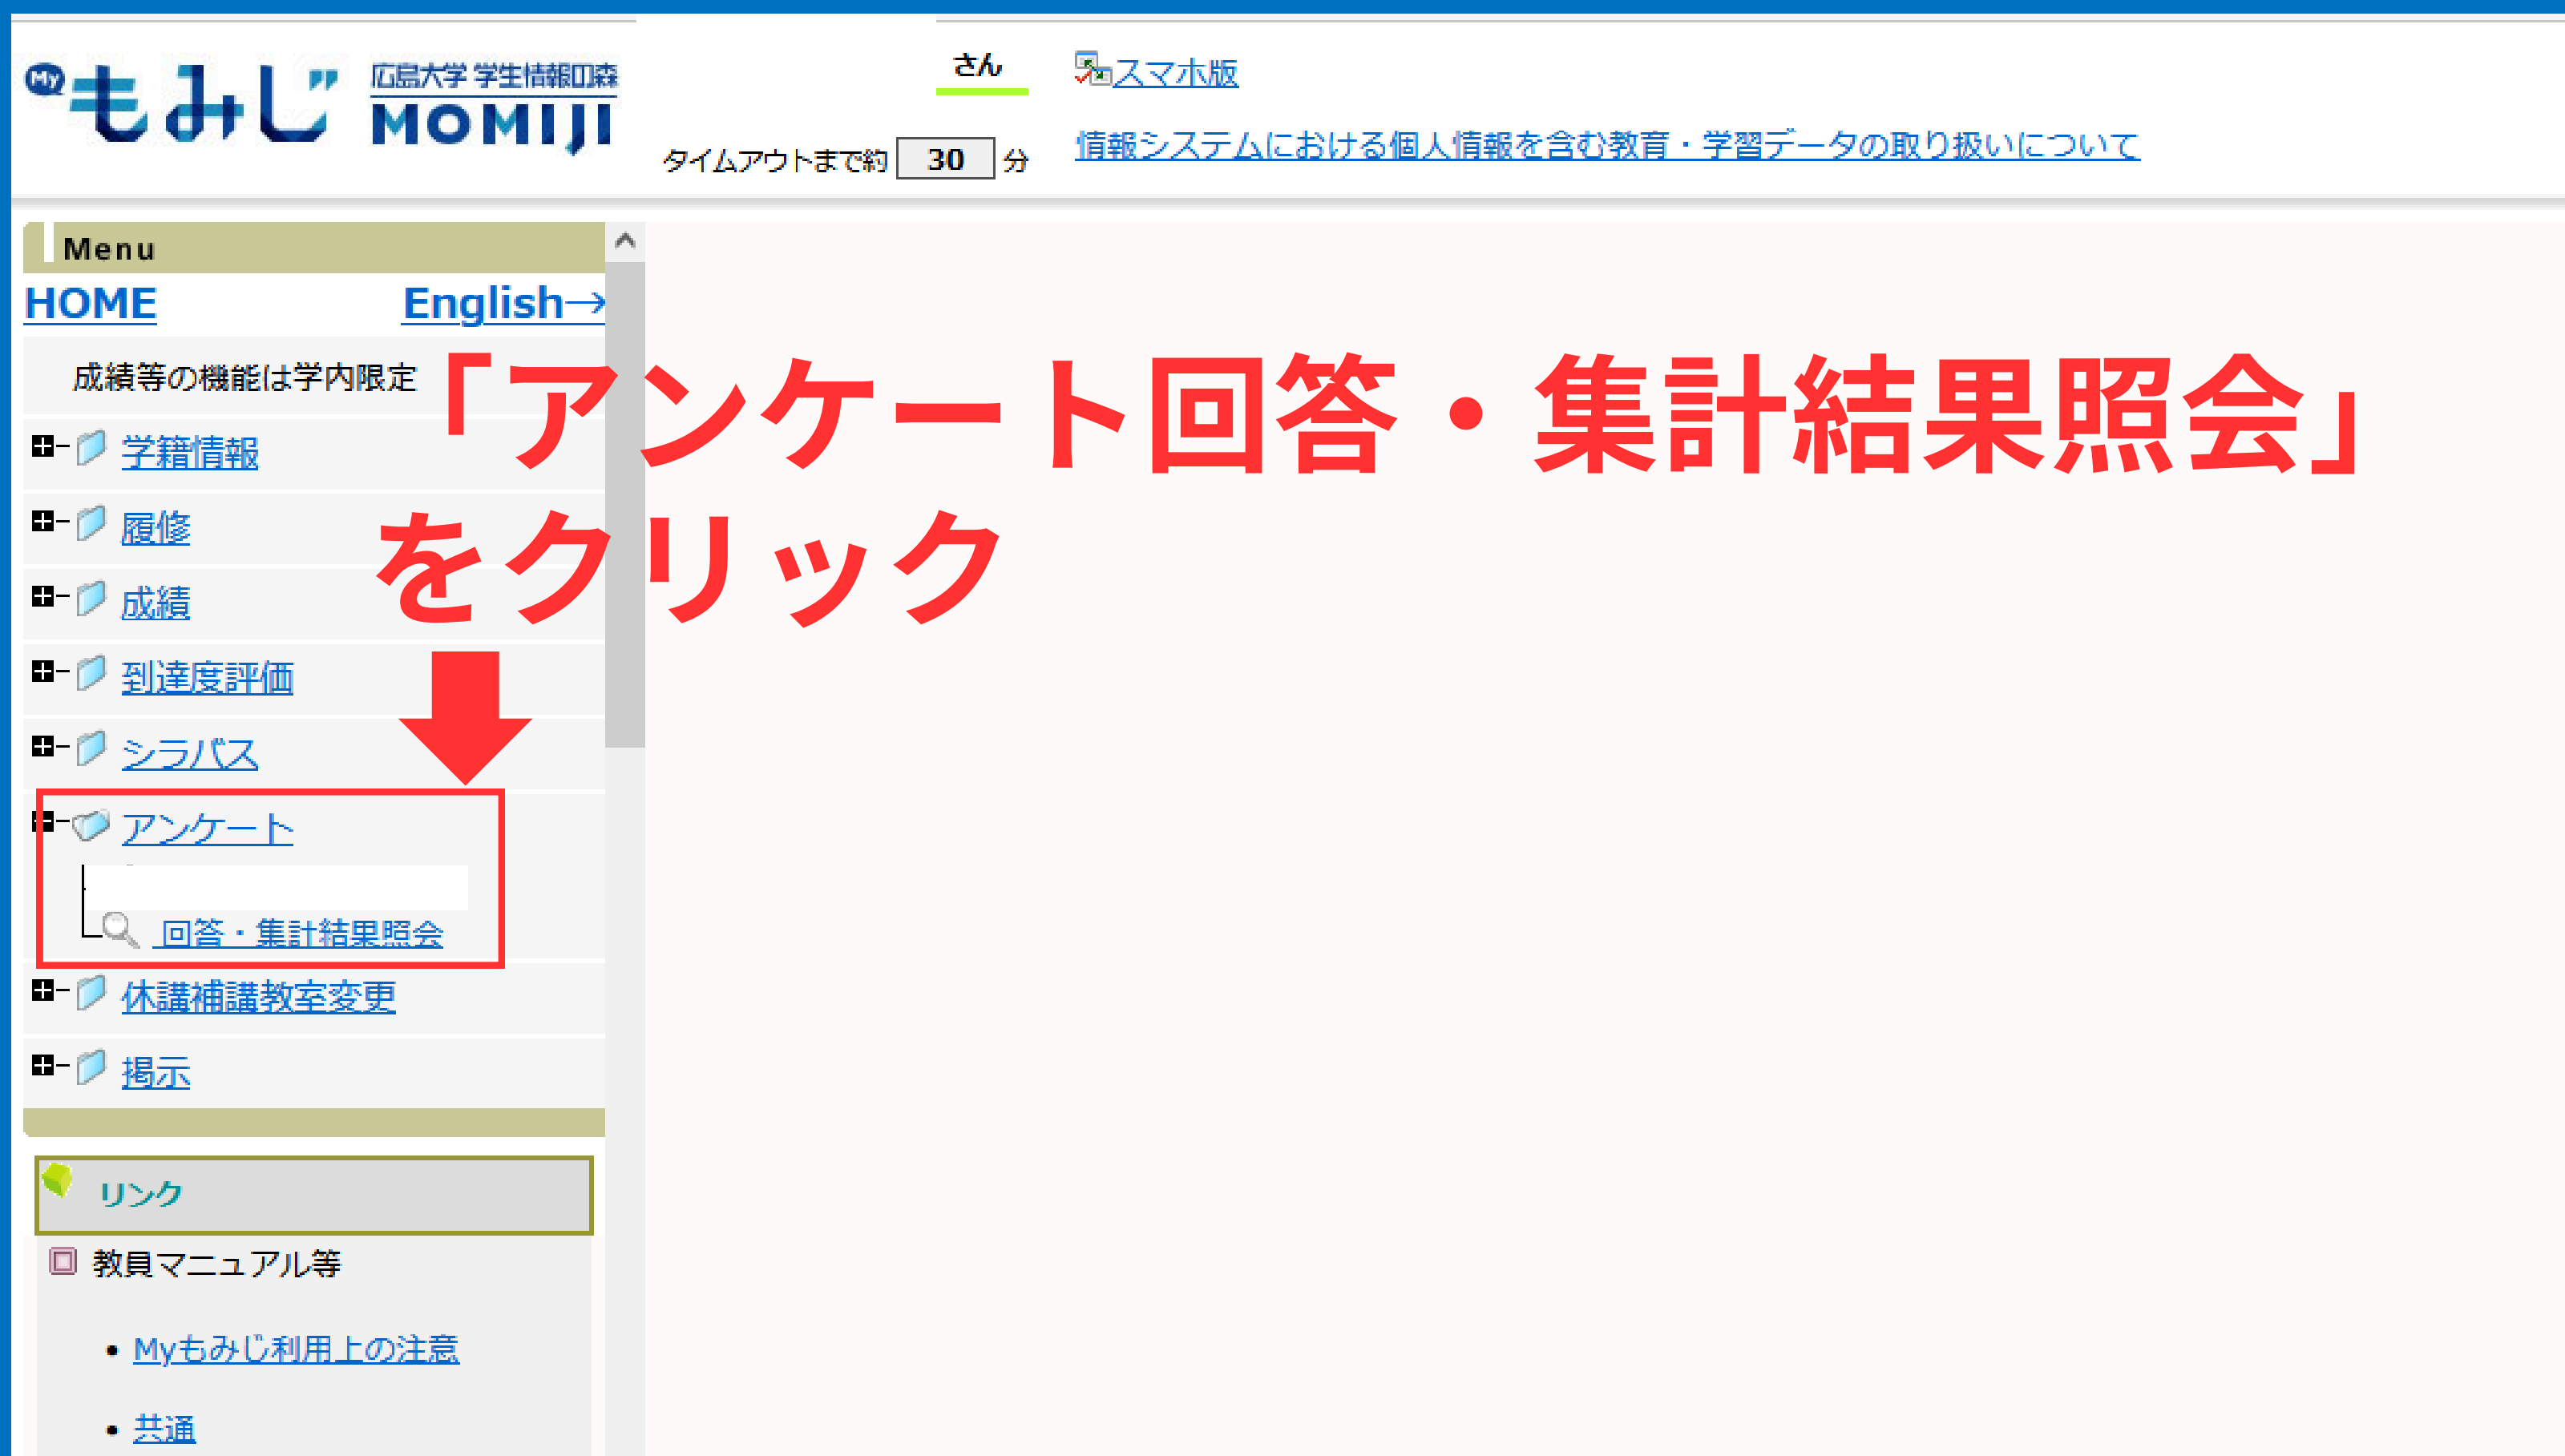 My もみじ 広島大学 学生情報の森 MOMIJI
さん
スマホ版
タイムアウトまで約 30 分
情報システムにおける個人情報を含む教育・学習データの取り扱いについて
Menu
HOME English→
成績等の機能は学内限定
「アンケート回答・集計結果照会」
をクリック
学籍情報
履修
成績
到達度評価
シラバス
アンケート
回答・集計結果照会
休講補講教室変更
掲示
リンク
教員マニュアル等
・Myもみじ利用上の注意
・共通